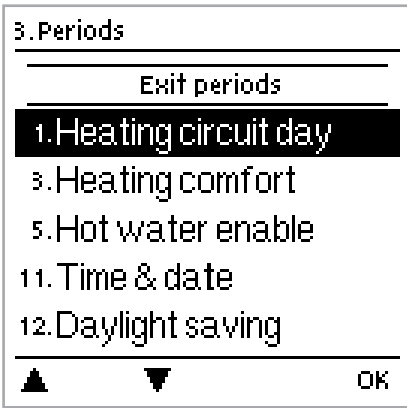 3.Periods
Exit periods
1.Heating circuit day
3.Heating comfort
5.Hot water enable
11.Time & date
12.Daylight saving
▲ ▼ OK